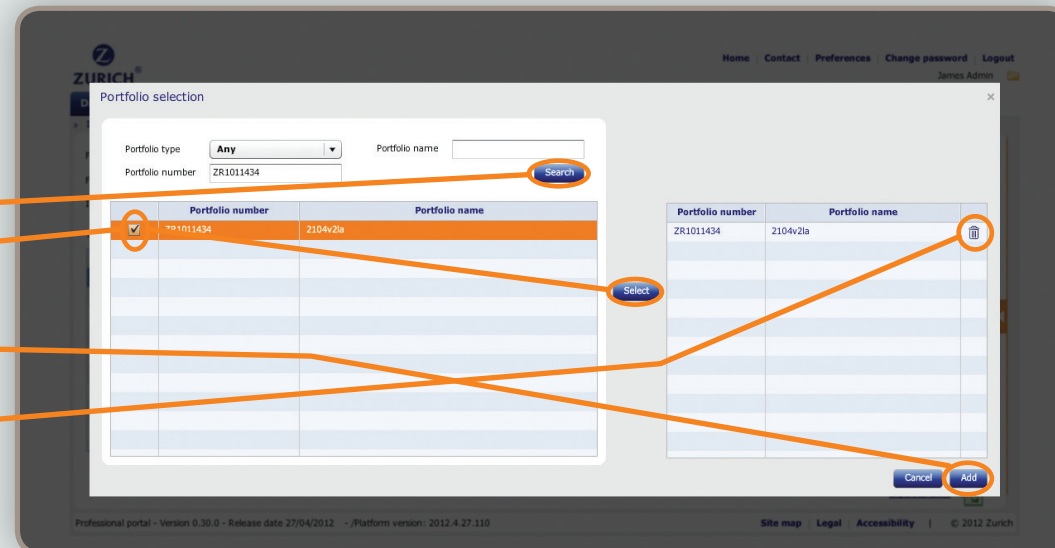 ZURICH®
Home Contact Preferences Change password Logout
James Admin
Portfolio selection
Portfolio type Any Portfolio name
Portfolio number ZR1011434 Search
Portfolio number Portfolio name
ZR1011434 2104v2la
Select
Portfolio number Portfolio name
ZR1011434 2104v2la
Cancel Add
Professional portal - Version 0.30.0 - Release date 27/04/2012 - /Platform version: 2012.4.27.110
Site map Legal Accessibility | © 2012 Zurich